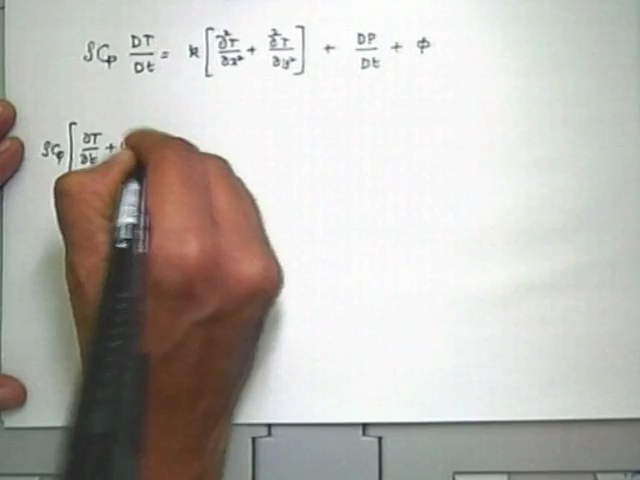 ρCp DT/Dt = k[∂²T/∂x² + ∂²T/∂y²] + DP/Dt + ϕ
ρCp[∂T/∂t +